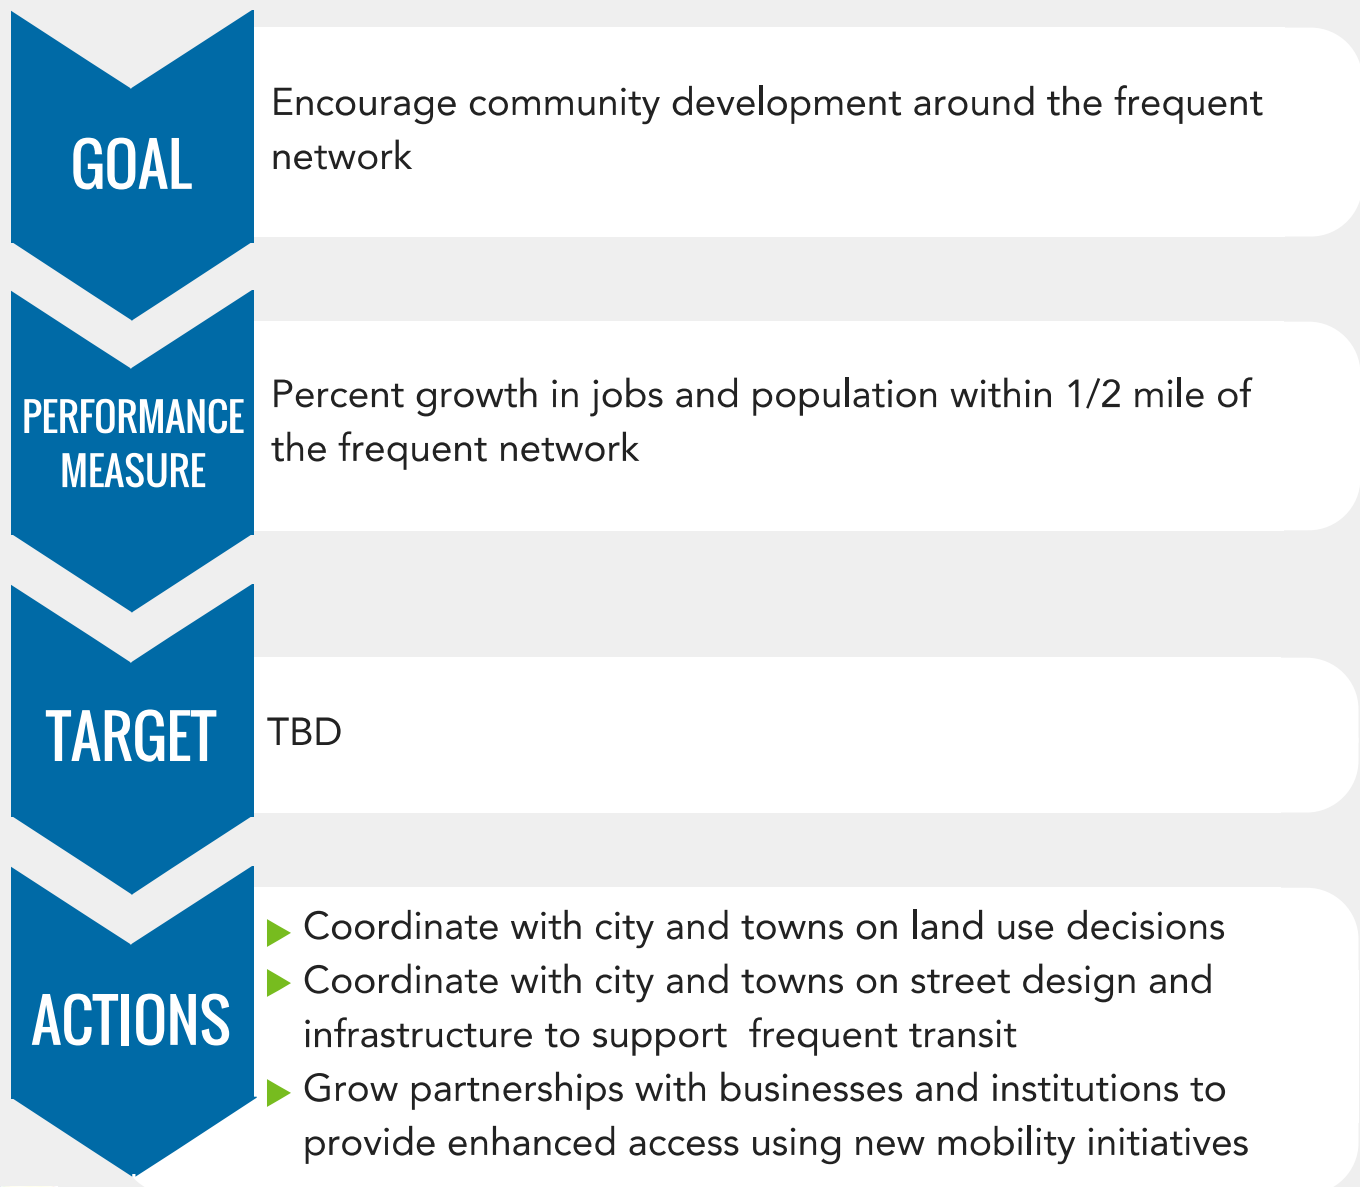 GOAL
Encourage community development around the frequent
network
PERFORMANCE
MEASURE
Percent growth in jobs and population within 1/2 mile of
the frequent network
TARGET
TBD
ACTIONS
Coordinate with city and towns on land use decisions
Coordinate with city and towns on street design and
infrastructure to support frequent transit
Grow partnerships with businesses and institutions to
provide enhanced access using new mobility initiatives